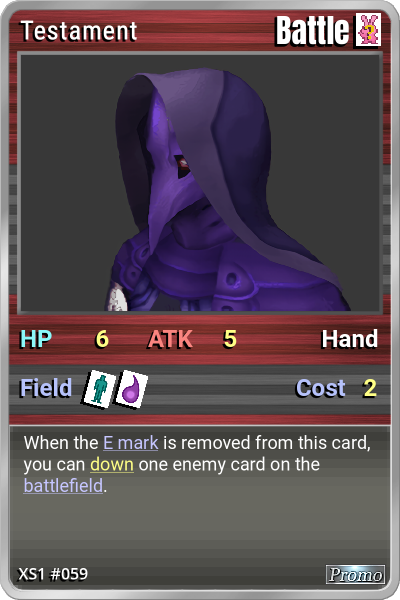 Testament
Battle
HP 6 ATK 5 Hand
Field Cost 2
When the E mark is removed from this card,
you can down one enemy card on the
battlefield.
XS1 #059
Promo